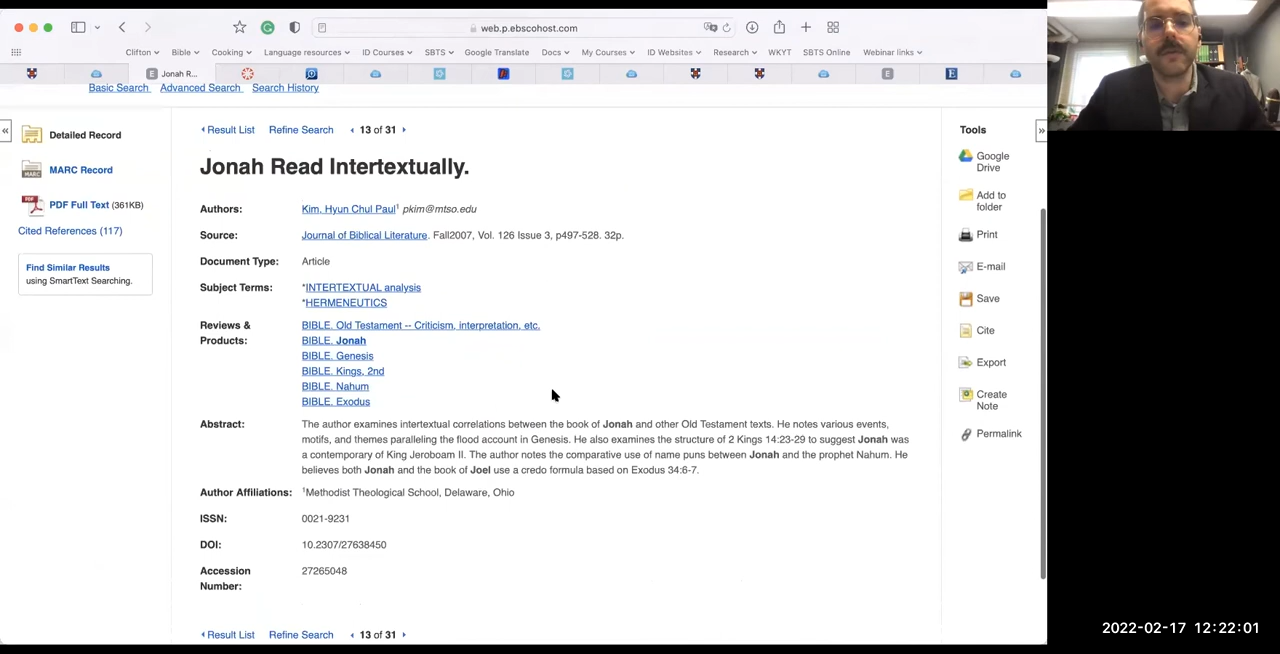 web.p.ebscohost.com
Clifton Bible Cooking Language resources ID Courses SBTS Google Translate Docs My Courses ID Websites Research WKYT SBTS Online Webinar links
E Jonah R...
Basic Search Advanced Search Search History
Detailed Record
MARC Record
PDF Full Text (361KB)
Cited References (117)
Find Similar Results
using SmartText Searching.
Result List Refine Search 13 of 31
Jonah Read Intertextually.
Authors: Kim, Hyun Chul Paul1 pkim@mtso.edu
Source: Journal of Biblical Literature. Fall2007, Vol. 126 Issue 3, p497-528. 32p.
Document Type: Article
Subject Terms: *INTERTEXTUAL analysis
*HERMENEUTICS
Reviews & Products: BIBLE. Old Testament -- Criticism, interpretation, etc.
BIBLE. Jonah
BIBLE. Genesis
BIBLE. Kings, 2nd
BIBLE. Nahum
BIBLE. Exodus
Abstract: The author examines intertextual correlations between the book of Jonah and other Old Testament texts. He notes various events,
motifs, and themes paralleling the flood account in Genesis. He also examines the structure of 2 Kings 14:23-29 to suggest Jonah was
a contemporary of King Jeroboam II. The author notes the comparative use of name puns between Jonah and the prophet Nahum. He
believes both Jonah and the book of Joel use a credo formula based on Exodus 34:6-7.
Author Affiliations: 1Methodist Theological School, Delaware, Ohio
ISSN: 0021-9231
DOI: 10.2307/27638450
Accession Number: 27265048
Result List Refine Search 13 of 31
Tools
Google Drive
Add to folder
Print
E-mail
Save
Cite
Export
Create Note
Permalink
2022-02-17 12:22:01